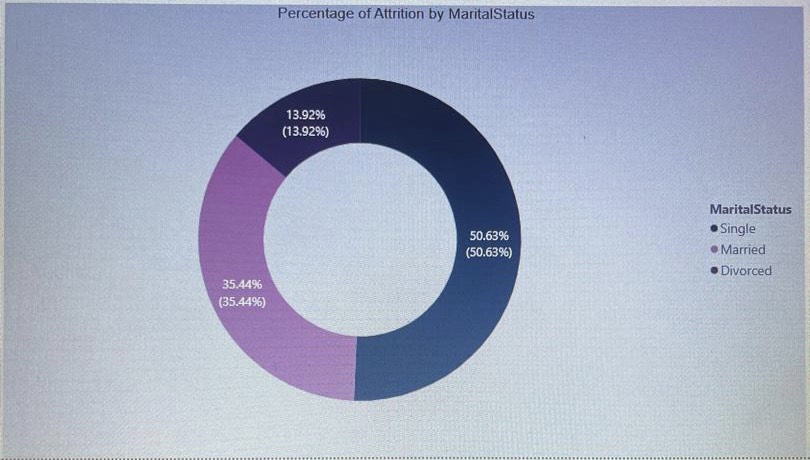 Percentage of Attrition by MaritalStatus
13.92%
(13.92%)
50.63%
(50.63%)
35.44%
(35.44%)
MaritalStatus
Single
Married
Divorced